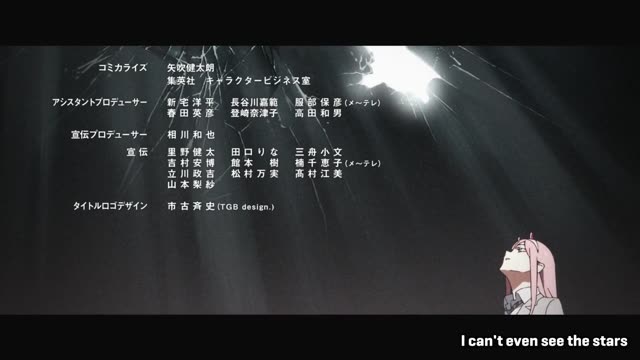 コミカライズ 矢吹健太朗
集英社 キャラクタービジネス室
アシスタントプロデューサー 新宅洋平 長谷川嘉範 服部保彦(メ〜テレ)
春田英彦 登崎奈津子 高田和男
宣伝プロデューサー 相川和也
宣伝 里野健太 田口りな 三舟小文
吉村安博 館本樹 楠千恵子(メ〜テレ)
立川政吉 松村万実 高村江美
山本梨紗
タイトルロゴデザイン 市古斉史(TGB design.)
I can't even see the stars